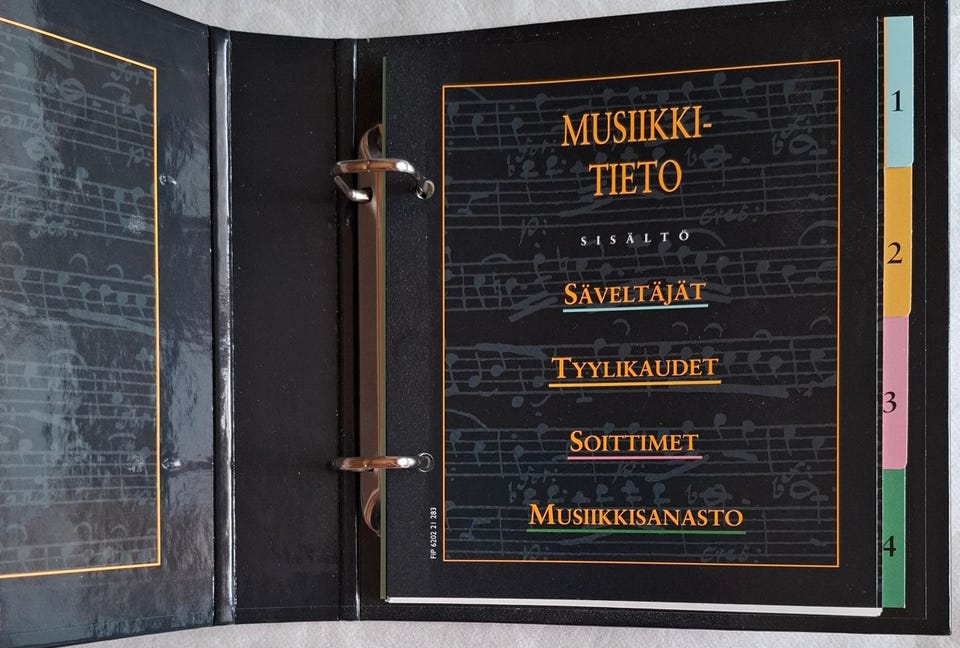 MUSIIKKI-
TIETO
SISÄLTÖ
SÄVELTÄJÄT
TYYLIKAUDET
SOITTIMET
MUSIIKKISANASTO
FIP 6202 21 283
1
2
3
4